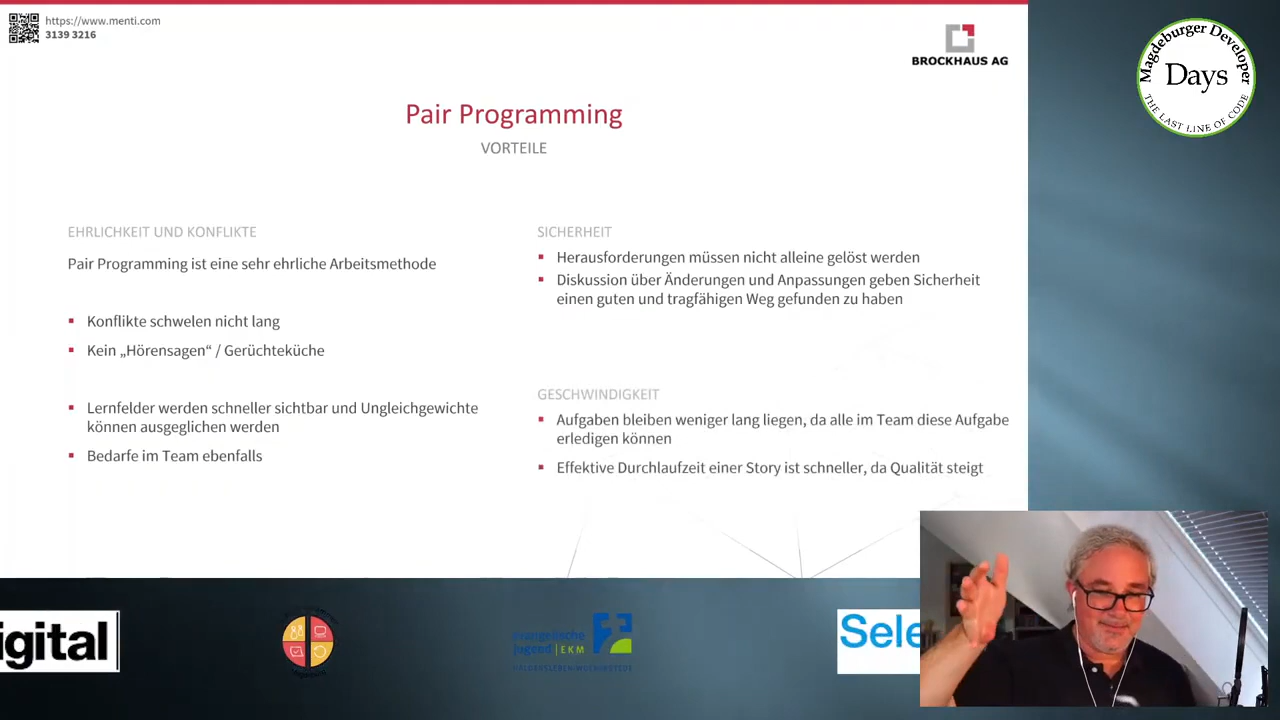 https://www.menti.com
3139 3216
BROCKHAUS AG
Magdeburger Developer
Days
THE LAST LINE OF CODE
Pair Programming
VORTEILE
EHRLICHKEIT UND KONFLIKTE
Pair Programming ist eine sehr ehrliche Arbeitsmethode
▪ Konflikte schwelen nicht lang
▪ Kein „Hörensagen“ / Gerüchteküche
▪ Lernfelder werden schneller sichtbar und Ungleichgewichte
können ausgeglichen werden
▪ Bedarfe im Team ebenfalls
SICHERHEIT
▪ Herausforderungen müssen nicht alleine gelöst werden
▪ Diskussion über Änderungen und Anpassungen geben Sicherheit
einen guten und tragfähigen Weg gefunden zu haben
GESCHWINDIGKEIT
▪ Aufgaben bleiben weniger lang liegen, da alle im Team diese Aufgabe
erledigen können
▪ Effektive Durchlaufzeit einer Story ist schneller, da Qualität steigt
igital
evangelische
jugend | EKM
Sele